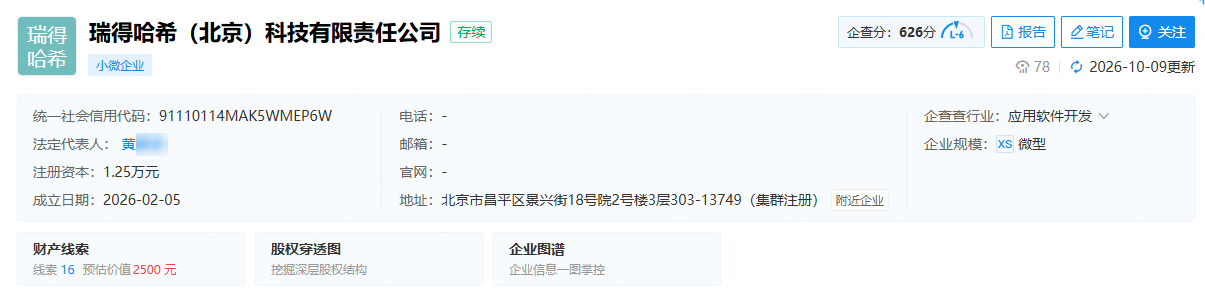 瑞得
哈希
瑞得哈希（北京）科技有限责任公司 存续
小微企业
企查分：626分 L-6 报告 笔记 关注
78 2026-10-09更新
统一社会信用代码：91110114MAK5WMEP6W
法定代表人：黄
注册资本：1.25万元
成立日期：2026-02-05
电话：-
邮箱：-
官网：-
地址：北京市昌平区景兴街18号院2号楼3层303-13749（集群注册） 附近企业
企查查行业：应用软件开发
企业规模：XS 微型
财产线索
线索 16 预估价值2500 元
股权穿透图
挖掘深层股权结构
企业图谱
企业信息一图掌控